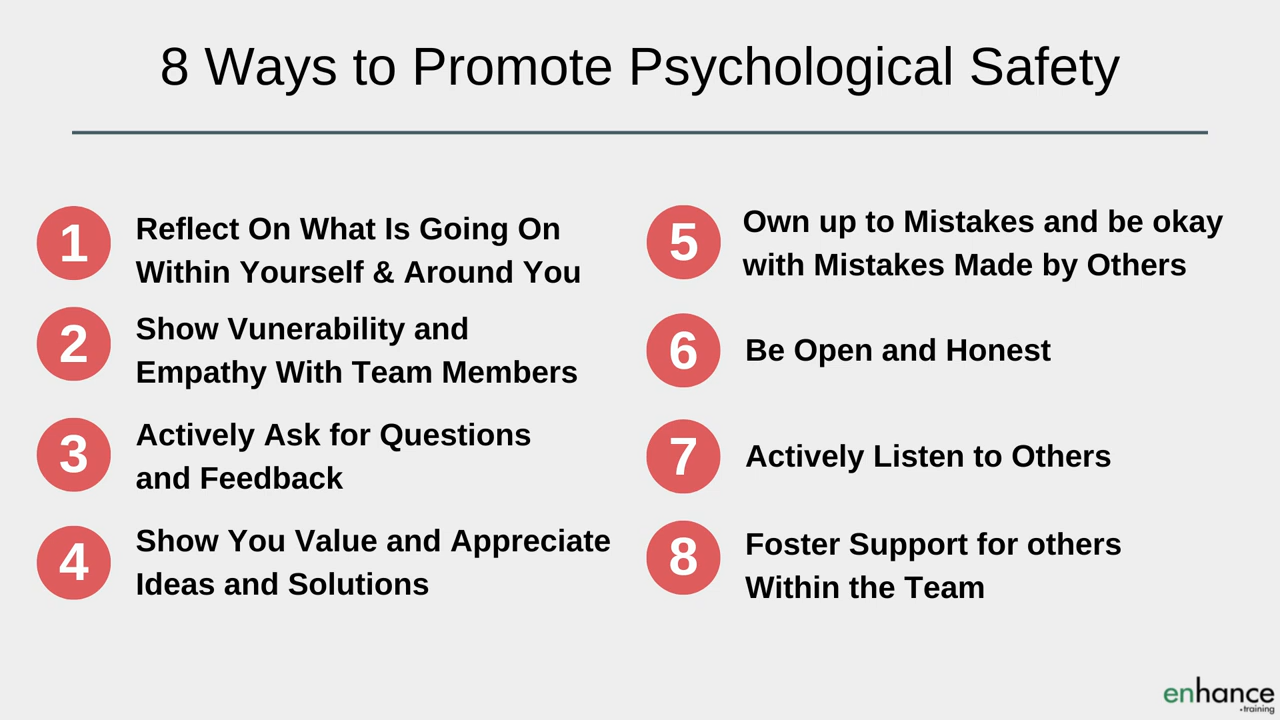 8 Ways to Promote Psychological Safety
1
Reflect On What Is Going On
Within Yourself & Around You
2
Show Vunerability and
Empathy With Team Members
3
Actively Ask for Questions
and Feedback
4
Show You Value and Appreciate
Ideas and Solutions
5
Own up to Mistakes and be okay
with Mistakes Made by Others
6
Be Open and Honest
7
Actively Listen to Others
8
Foster Support for others
Within the Team
enhance
.training